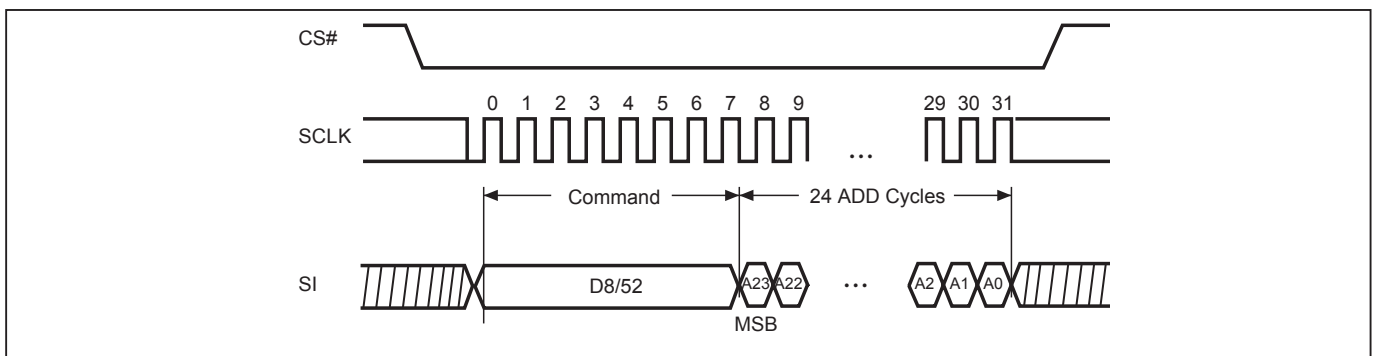 CS#
0 1 2 3 4 5 6 7 8 9 29 30 31
SCLK
...
Command 24 ADD Cycles
SI D8/52 A23 A22 ... A2 A1 A0
MSB